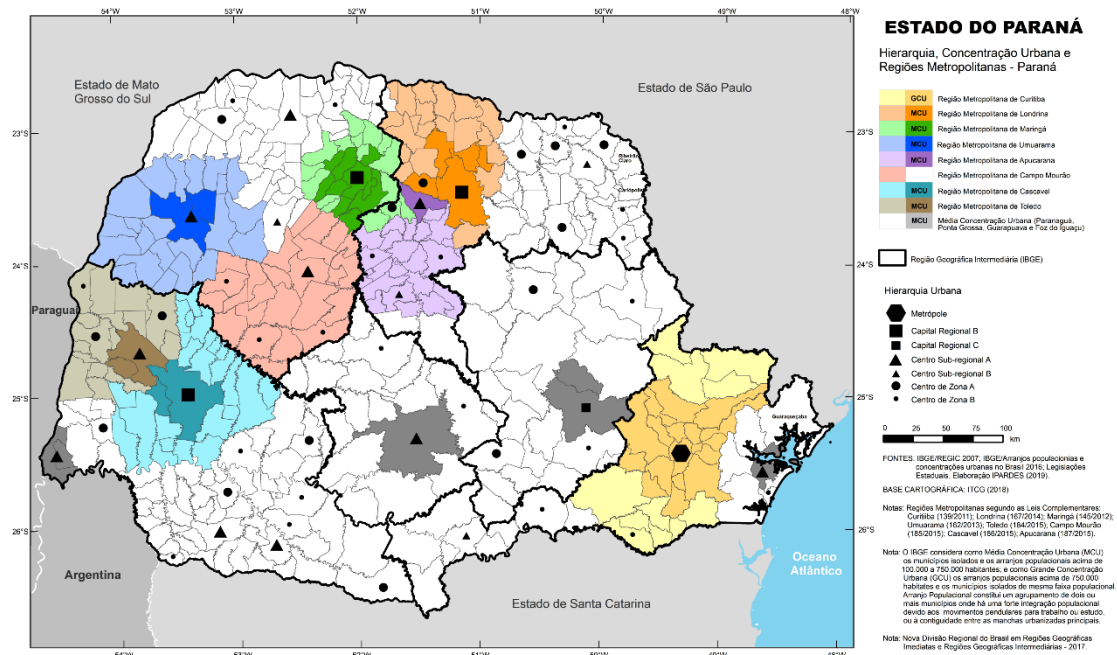 54°W 53°W 52°W 51°W 50°W 49°W 48°W
ESTADO DO PARANÁ
Hierarquia, Concentração Urbana e
Regiões Metropolitanas - Paraná
GCU Região Metropolitana de Curitiba
MCU Região Metropolitana de Londrina
MCU Região Metropolitana de Maringá
MCU Região Metropolitana de Umuarama
MCU Região Metropolitana de Apucarana
Região Metropolitana de Campo Mourão
MCU Região Metropolitana de Cascavel
MCU Região Metropolitana de Toledo
MCU Média Concentração Urbana (Paranaguá,
Ponta Grossa, Guarapuava e Foz do Iguaçu)
Região Geográfica Intermediária (IBGE)
Hierarquia Urbana
Metrópole
Capital Regional B
Capital Regional C
Centro Sub-regional A
Centro Sub-regional B
Centro de Zona A
Centro de Zona B
0 25 50 75 100
km
FONTES: IBGE/REGIC 2007; IBGE/Arranjos populacionais e
concentrações urbanas no Brasil 2016; Legislações
Estaduais. Elaboração IPARDES (2019).
BASE CARTOGRÁFICA: ITCG (2018)
Notas: Regiões Metropolitanas segundo as Leis Complementares:
Curitiba (139/2011); Londrina (167/2014); Maringá (145/2012);
Umuarama (162/2013); Toledo (184/2015); Campo Mourão
(185/2015); Cascavel (186/2015); Apucarana (187/2015).
Nota: O IBGE considera como Média Concentração Urbana (MCU)
os municípios isolados e os arranjos populacionais acima de
100.000 a 750.000 habitantes; e como Grande Concentração
Urbana (GCU) os arranjos populacionais acima de 750.000
habitates e os municípios isolados de mesma faixa populacional.
Arranjo Populacional constitui um agrupamento de dois ou
mais municípios onde há uma forte integração populacional
devido aos movimentos pendulares para trabalho ou estudo,
ou à contiguidade entre as manchas urbanizadas principais.
Nota: Nova Divisão Regional do Brasil em Regiões Geográficas
Imediatas e Regiões Geográficas Intermediárias - 2017.
Estado de Mato
Grosso do Sul
Estado de São Paulo
23°S 23°S
Ribeirão
Claro
Carlópolis
24°S 24°S
Paraguai
25°S 25°S
Guaraqueçaba
26°S 26°S
Argentina
Oceano
Atlântico
Estado de Santa Catarina
54°W 53°W 52°W 51°W 50°W 49°W 48°W